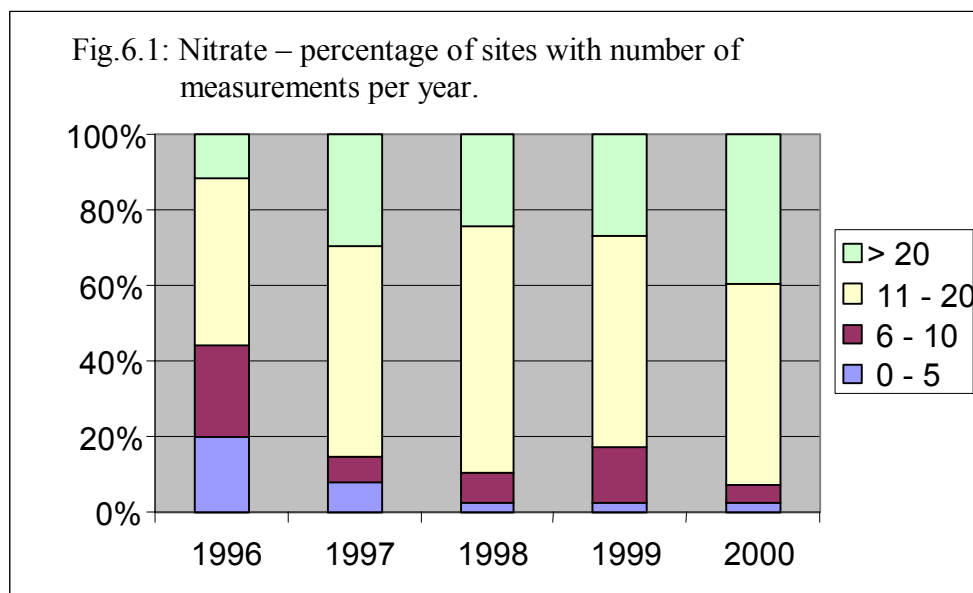 Fig.6.1: Nitrate – percentage of sites with number of
measurements per year.
100%
80%
60%
40%
20%
0%
1996 1997 1998 1999 2000
> 20
11 - 20
6 - 10
0 - 5